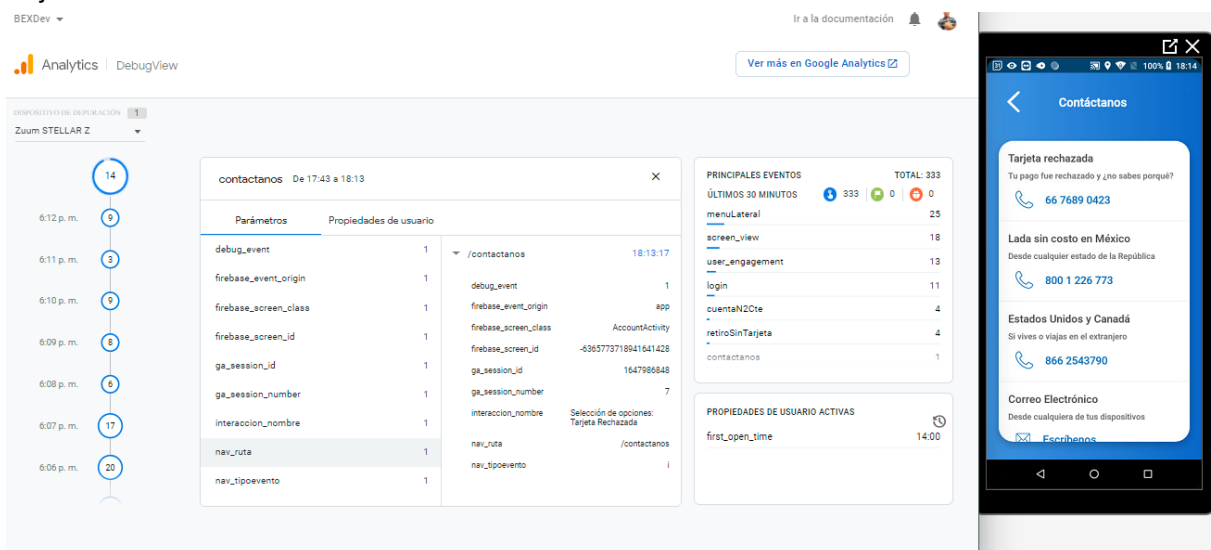 BEXDev
Ir a la documentación
Analytics
DebugView
Ver más en Google Analytics
DISPOSITIVO DE DEPURACIÓN 1
Zuum STELLAR Z
14
6:12 p. m. 9
6:11 p. m. 3
6:10 p. m. 9
6:09 p. m. 8
6:08 p. m. 6
6:07 p. m. 17
6:06 p. m. 20
contactanos De 17:43 a 18:13
Parámetros Propiedades de usuario
debug_event 1
firebase_event_origin 1
firebase_screen_class 1
firebase_screen_id 1
ga_session_id 1
ga_session_number 1
interaccion_nombre 1
nav_ruta 1
nav_tipoevento 1
/contactanos 18:13:17
debug_event 1
firebase_event_origin app
firebase_screen_class AccountActivity
firebase_screen_id -6365773718941641428
ga_session_id 1647986848
ga_session_number 7
interaccion_nombre Selección de opciones:
Tarjeta Rechazada
nav_ruta /contactanos
nav_tipoevento i
PRINCIPALES EVENTOS TOTAL: 333
ÚLTIMOS 30 MINUTOS 333 0 0
menuLateral 25
screen_view 18
user_engagement 13
login 11
cuentaN2Cte 4
retiroSinTarjeta 4
contactanos 1
PROPIEDADES DE USUARIO ACTIVAS
first_open_time 14:00
100% 18:14
Contáctanos
Tarjeta rechazada
Tu pago fue rechazado y ¿no sabes porqué?
66 7689 0423
Lada sin costo en México
Desde cualquier estado de la República
800 1 226 773
Estados Unidos y Canadá
Si vives o viajas en el extranjero
866 2543790
Correo Electrónico
Desde cualquiera de tus dispositivos
Escríbenos